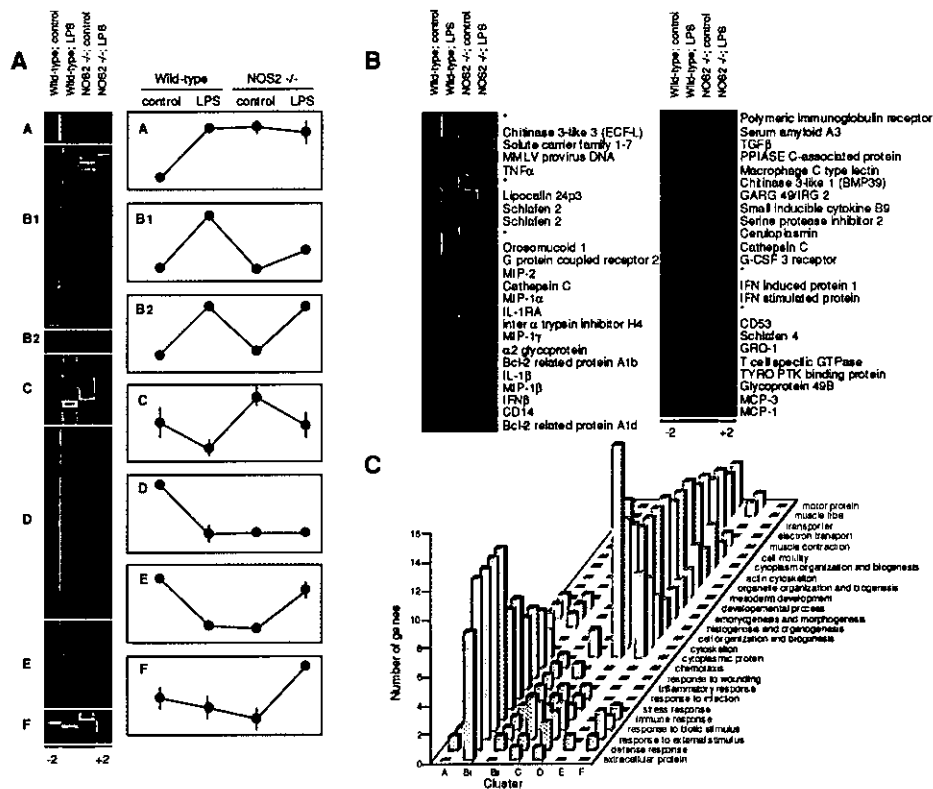 A
Wild-type; control
Wild-type; LPS
NOS2 -/-; control
NOS2 -/-; LPS
A
B1
B2
C
D
E
F
-2 +2
Wild-type NOS2 -/-
control LPS control LPS
A
B1
B2
C
D
E
F
B
Wild-type; control
Wild-type; LPS
NOS2 -/-; control
NOS2 -/-; LPS
*
Chitinase 3-like 3 (ECF-L)
Solute carrier family 1-7
MMLV provirus DNA
TNFα
*
Lipocalin 24p3
Schlafen 2
Schlafen 2
*
Orosomucoid 1
G protein coupled receptor 2
MIP-2
Cathepsin C
MIP-1α
IL-1RA
Inter α trypsin inhibitor H4
MIP-1γ
α2 glycoprotein
Bcl-2 related protein A1b
IL-1β
MIP-1β
IFNβ
CD14
Bcl-2 related protein A1d
Wild-type; control
Wild-type; LPS
NOS2 -/-; control
NOS2 -/-; LPS
Polymeric immunoglobulin receptor
Serum amyloid A3
TGFβ
PPIASE C-associated protein
Macrophage C type lectin
Chitinase 3-like 1 (BMP39)
GARG 49/IRG 2
Small inducible cytokine B9
Serine protease inhibitor 2
Ceruloplasmin
Cathepsin C
G-CSF 3 receptor
*
IFN induced protein 1
IFN stimulated protein
*
CD53
Schlafen 4
GRO-1
T cell specific GTPase
TYRO PTK binding protein
Glycoprotein 49B
MCP-3
MCP-1
-2 +2
C
Number of genes
16
14
12
10
8
6
4
2
0
A B1 B2 C D E F
Cluster
motor protein
muscle fibre
transporter
electron transport
muscle contraction
cell motility
cytoplasm organization and biogenesis
actin cytoskeleton
organelle organization and biogenesis
mesoderm development
developmental process
embryogenesis and morphogenesis
histogenesis and organogenesis
cell organization and biogenesis
cytoskeleton
cytoplasmic protein
chemotaxis
response to wounding
inflammatory response
response to infection
stress response
immune response
response to biotic stimulus
response to external stimulus
defense response
extracellular protein